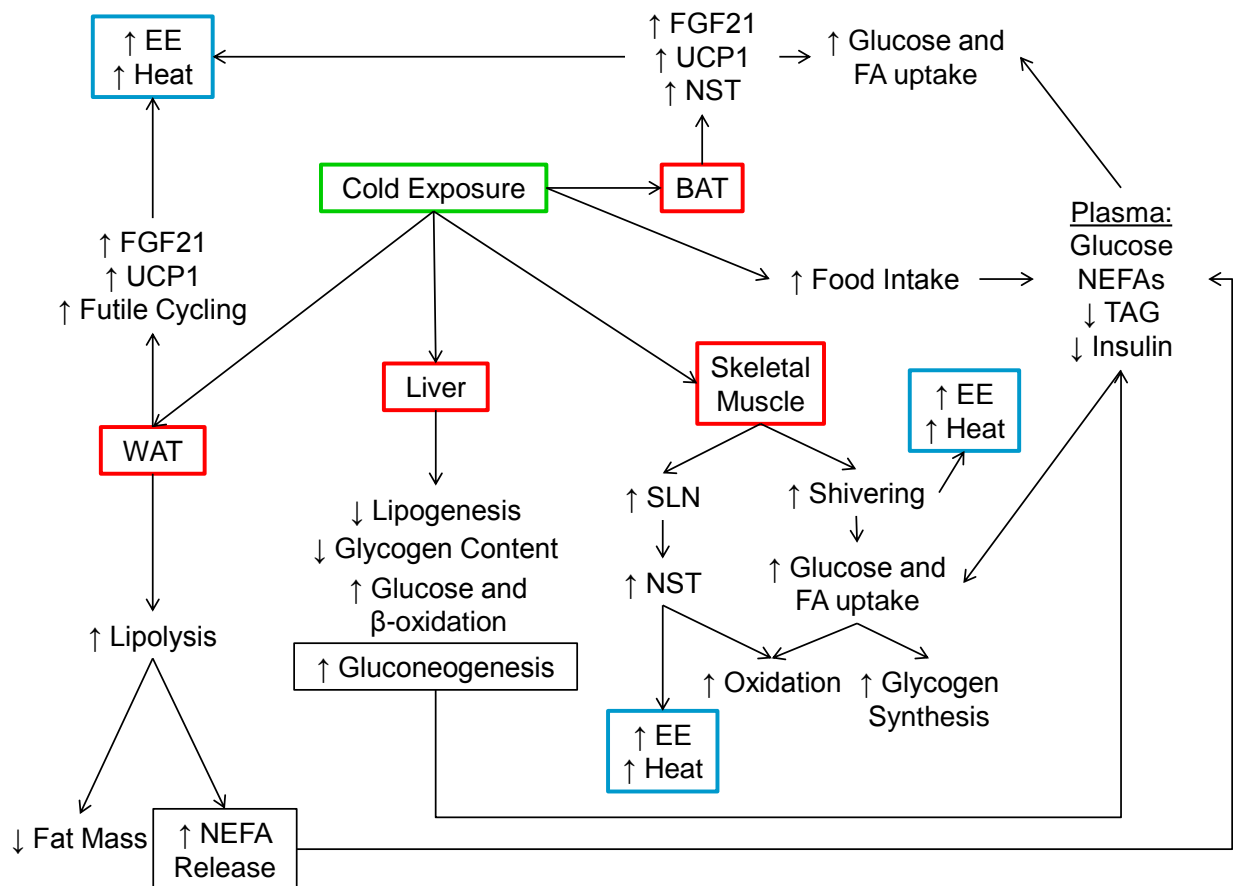 ↑ EE
↑ Heat
↑ FGF21
↑ UCP1
↑ NST
↑ Glucose and
FA uptake
Cold Exposure
BAT
Plasma:
Glucose
NEFAs
↓ TAG
↓ Insulin
↑ FGF21
↑ UCP1
↑ Futile Cycling
↑ Food Intake
WAT
Liver
Skeletal
Muscle
↑ EE
↑ Heat
↓ Lipogenesis
↓ Glycogen Content
↑ Glucose and
β-oxidation
↑ Gluconeogenesis
↑ SLN
↑ Shivering
↑ NST
↑ Glucose and
FA uptake
↑ Lipolysis
↑ Oxidation
↑ Glycogen
Synthesis
↑ EE
↑ Heat
↓ Fat Mass
↑ NEFA
Release